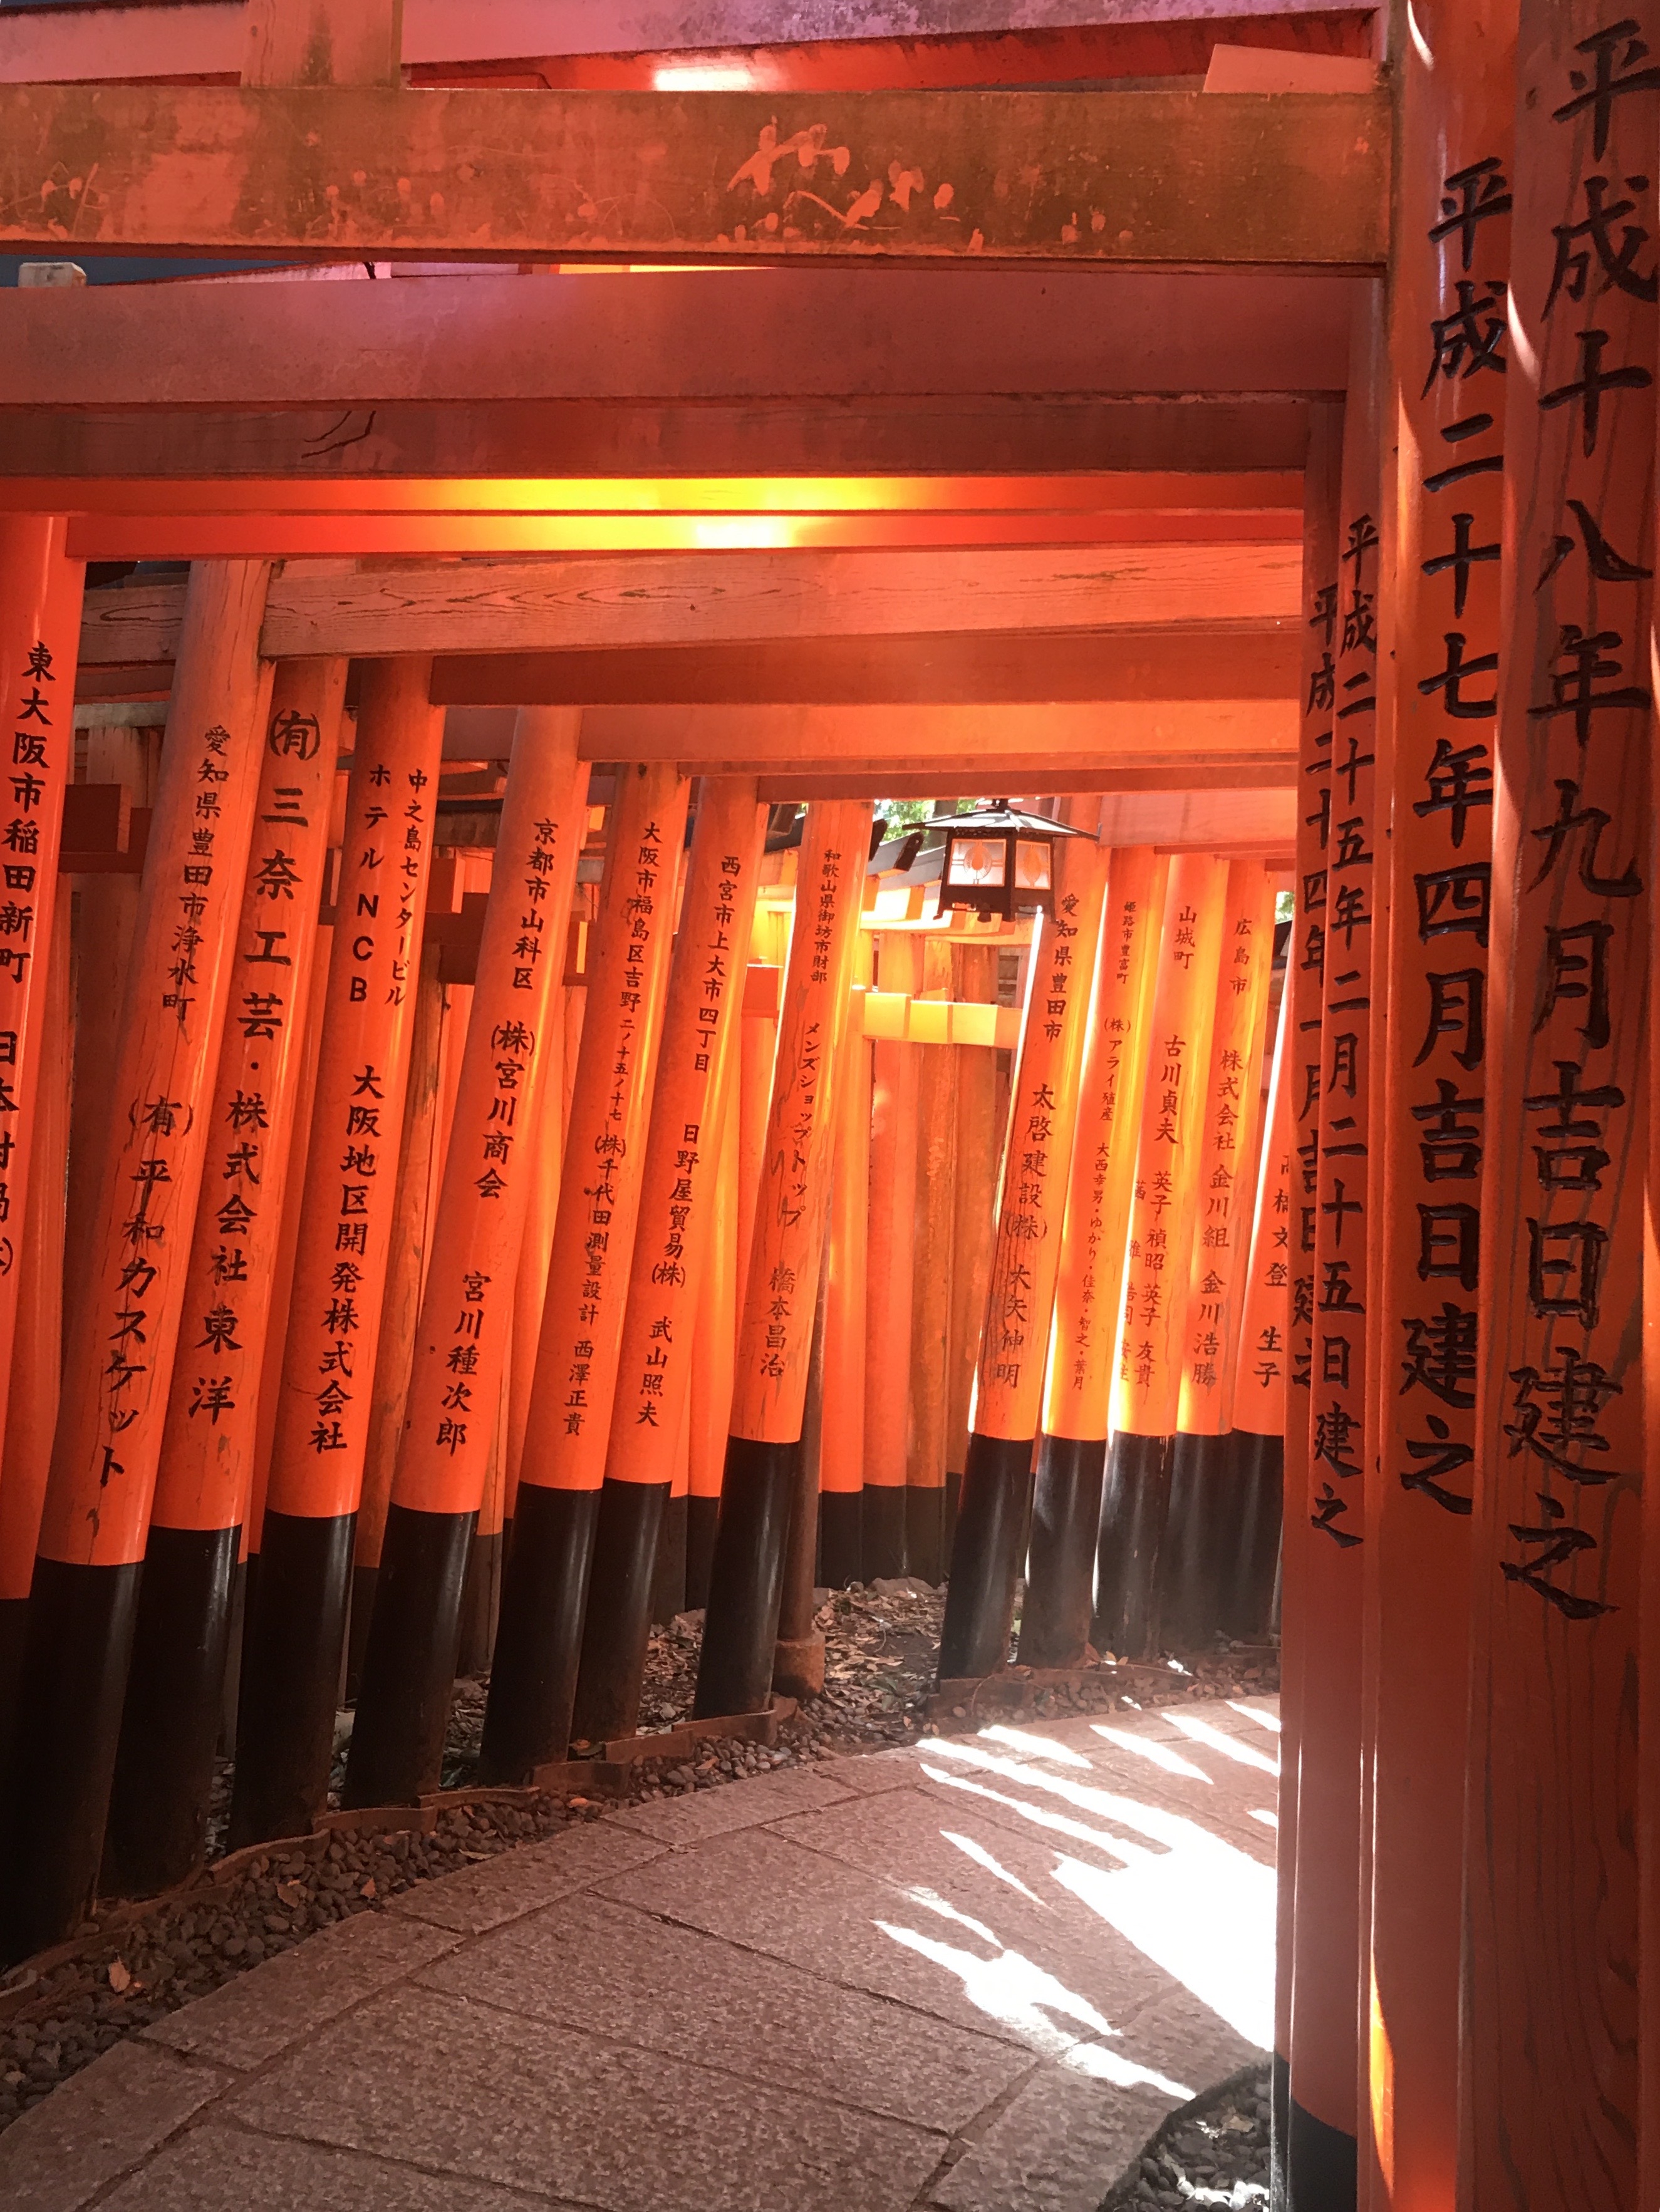 東大阪市稲田新町
愛知県豊田市浄水町 (有)平和カスケット
(有)三奈工芸・株式会社東洋
中之島センタービル
ホテルNCB 大阪地区開発株式会社
京都市山科区 (株)宮川商会 宮川種次郎
大阪市福島区吉野二ノ十五ノ十七 (株)千代田測量設計 西澤正貴
西宮市上大市四丁目 日野屋貿易(株) 武山照夫
和歌山県御坊市財部 メンズショップトップ 橋本昌治
愛知県豊田市 太啓建設(株) 大矢伸明
姫路市豊富町 (株)アライ殖産 大西幸男・ゆかり・佳奈・智之・葉月
山城町 古川貞夫 英子 禎昭 英子 友貴
広島市 株式会社 金川組 金川浩勝
橋文登 生子
平成二十四年一月吉日建之
平成二十五年二月二十五日建之
平成二十七年四月吉日建之
平成十八年九月吉日建之